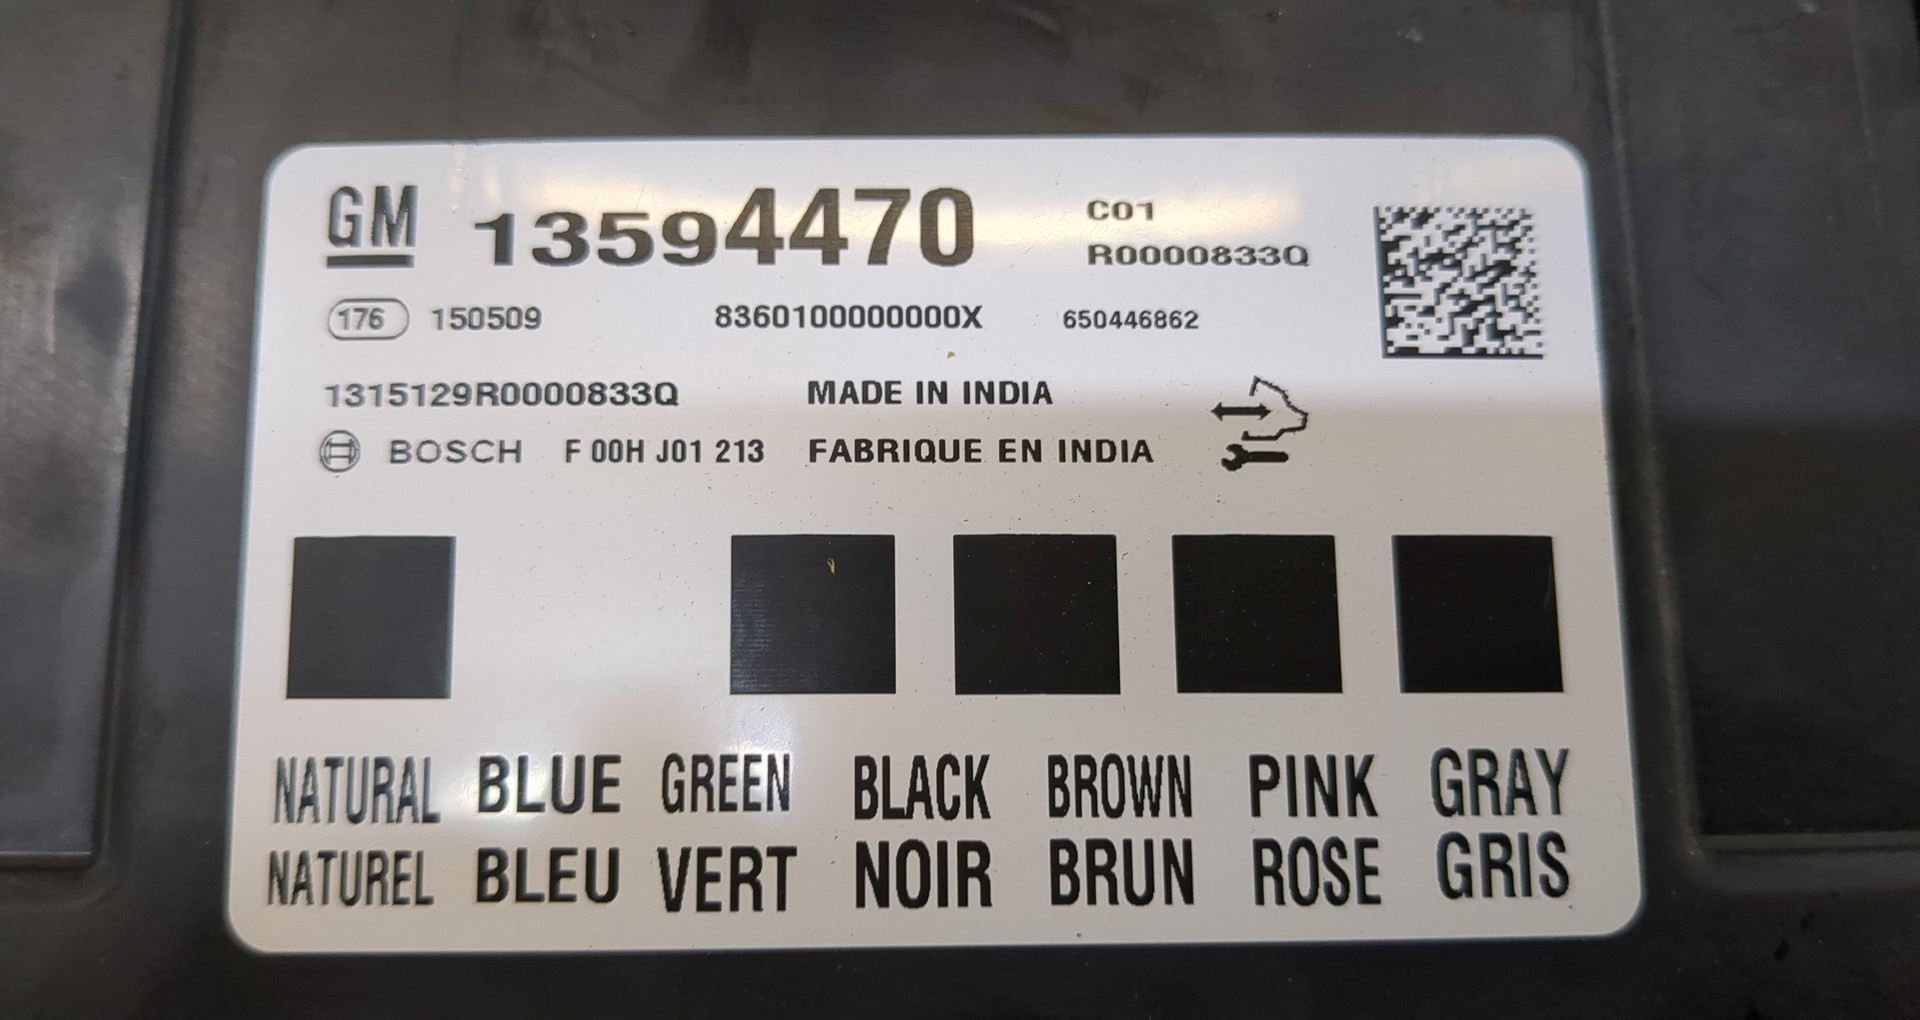 GM 13594470 C01
R0000833Q
176 150509 8360100000000X 650446862
1315129R0000833Q MADE IN INDIA
BOSCH F 00H J01 213 FABRIQUE EN INDIA
NATURAL BLUE GREEN BLACK BROWN PINK GRAY
NATUREL BLEU VERT NOIR BRUN ROSE GRIS